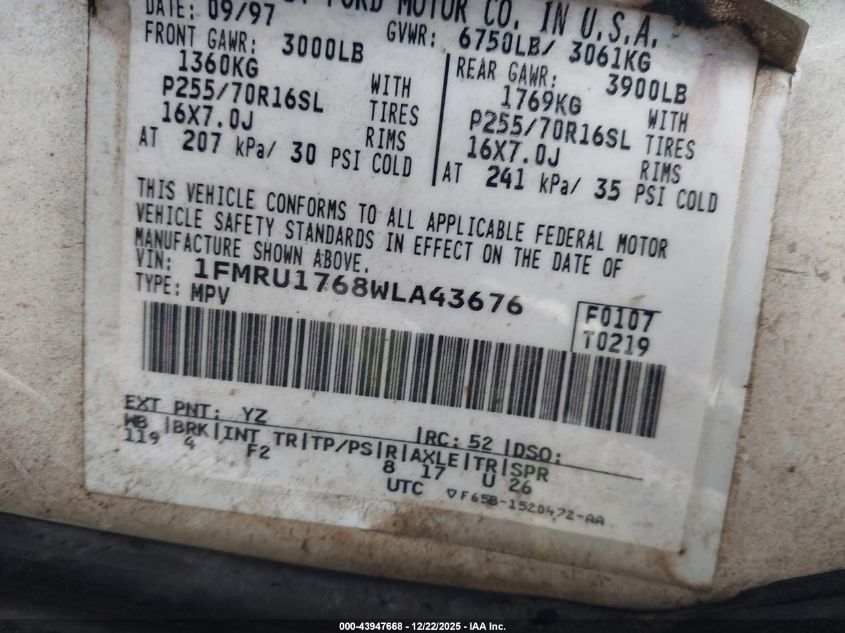 DATE: 09/97
BY FORD MOTOR CO. IN U.S.A.
FRONT GAWR: 3000LB
1360KG
P255/70R16SL WITH
16X7.0J TIRES
RIMS
AT 207 kPa/ 30 PSI COLD
GVWR: 6750LB/ 3061KG
REAR GAWR: 3900LB
1769KG WITH
P255/70R16SL TIRES
16X7.0J RIMS
AT 241 kPa/ 35 PSI COLD
THIS VEHICLE CONFORMS TO ALL APPLICABLE FEDERAL MOTOR
VEHICLE SAFETY STANDARDS IN EFFECT ON THE DATE OF
MANUFACTURE SHOWN ABOVE.
VIN: 1FMRU1768WLA43676
TYPE: MPV
F0107
T0219
EXT PNT: YZ |RC: 52 |DSO:
WB |BRK|INT TR|TP/PS|R|AXLE|TR|SPR
119 4 F2 8 17 U 26
UTC ▽F65B-1520472-AA
000-43947668 - 12/22/2025 - IAA Inc.